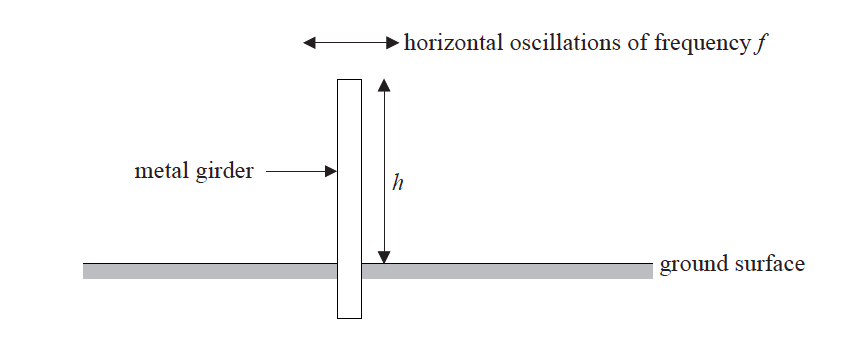 horizontal oscillations of frequency f
metal girder
h
ground surface